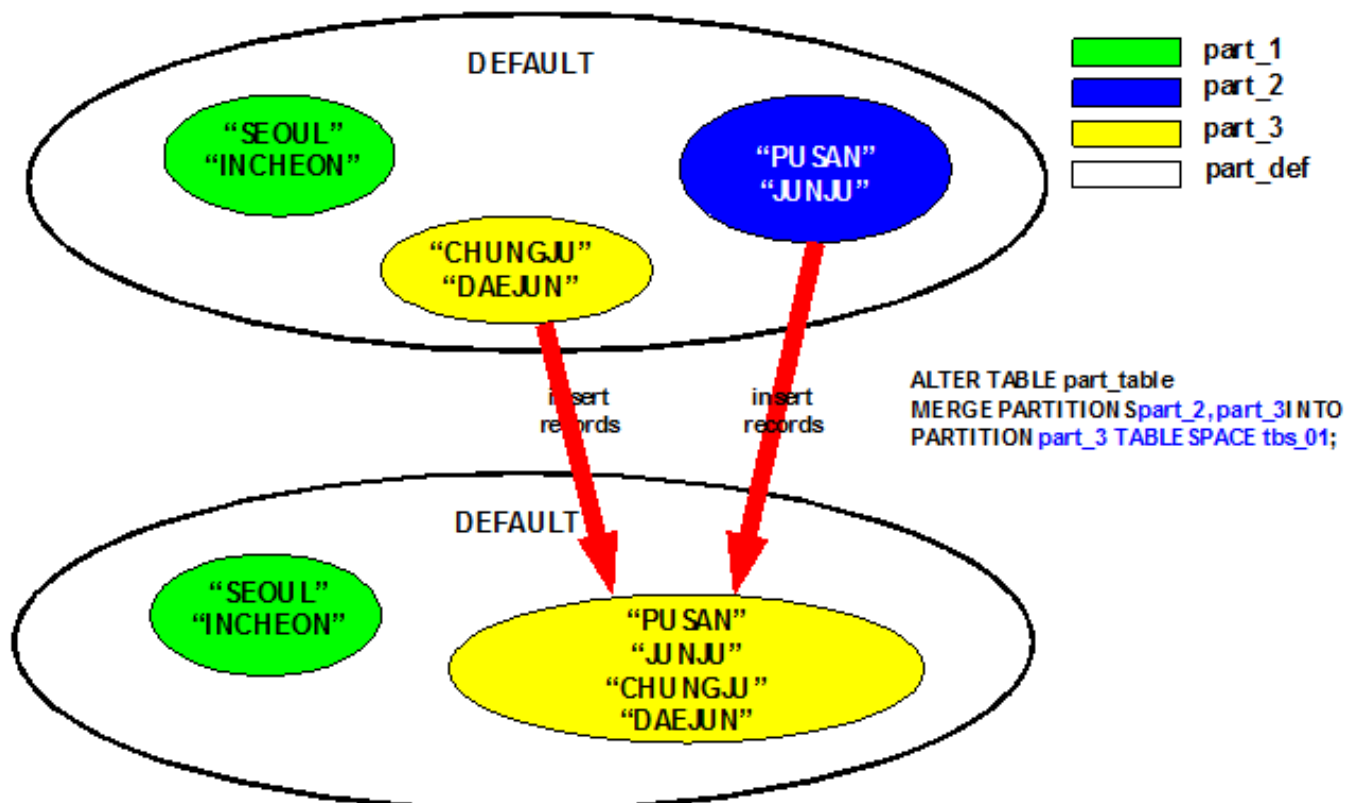 DEFAULT
“SEOUL”
“INCHEON”
“PUSAN”
“JUNJU”
“CHUNGJU”
“DAEJUN”
part_1
part_2
part_3
part_def
insert
records
insert
records
ALTER TABLE part_table
MERGE PARTITIONS part_2, part_3 INTO
PARTITION part_3 TABLESPACE tbs_01;
DEFAULT
“SEOUL”
“INCHEON”
“PUSAN”
“JUNJU”
“CHUNGJU”
“DAEJUN”